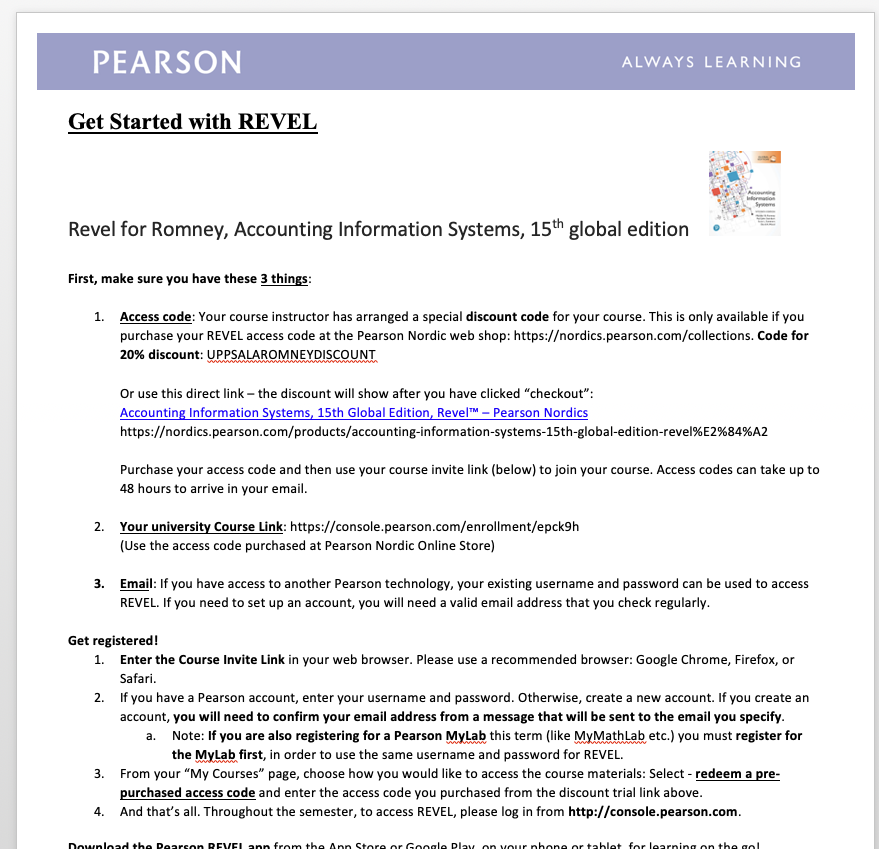 PEARSON
ALWAYS LEARNING
Get Started with REVEL
Accounting
Information
Systems
Revel for Romney, Accounting Information Systems, 15th global edition
First, make sure you have these 3 things:
1. Access code: Your course instructor has arranged a special discount code for your course. This is only available if you
purchase your REVEL access code at the Pearson Nordic web shop: https://nordics.pearson.com/collections. Code for
20% discount: UPPSALAROMNEYDISCOUNT
Or use this direct link – the discount will show after you have clicked “checkout”:
Accounting Information Systems, 15th Global Edition, Revel™ – Pearson Nordics
https://nordics.pearson.com/products/accounting-information-systems-15th-global-edition-revel%E2%84%A2
Purchase your access code and then use your course invite link (below) to join your course. Access codes can take up to
48 hours to arrive in your email.
2. Your university Course Link: https://console.pearson.com/enrollment/epck9h
(Use the access code purchased at Pearson Nordic Online Store)
3. Email: If you have access to another Pearson technology, your existing username and password can be used to access
REVEL. If you need to set up an account, you will need a valid email address that you check regularly.
Get registered!
1. Enter the Course Invite Link in your web browser. Please use a recommended browser: Google Chrome, Firefox, or
Safari.
2. If you have a Pearson account, enter your username and password. Otherwise, create a new account. If you create an
account, you will need to confirm your email address from a message that will be sent to the email you specify.
a. Note: If you are also registering for a Pearson MyLab this term (like MyMathLab etc.) you must register for
the MyLab first, in order to use the same username and password for REVEL.
3. From your “My Courses” page, choose how you would like to access the course materials: Select - redeem a pre-
purchased access code and enter the access code you purchased from the discount trial link above.
4. And that’s all. Throughout the semester, to access REVEL, please log in from http://console.pearson.com.
Download the Pearson REVEL app from the App Store or Google Play, on your phone or tablet, for learning on the go!